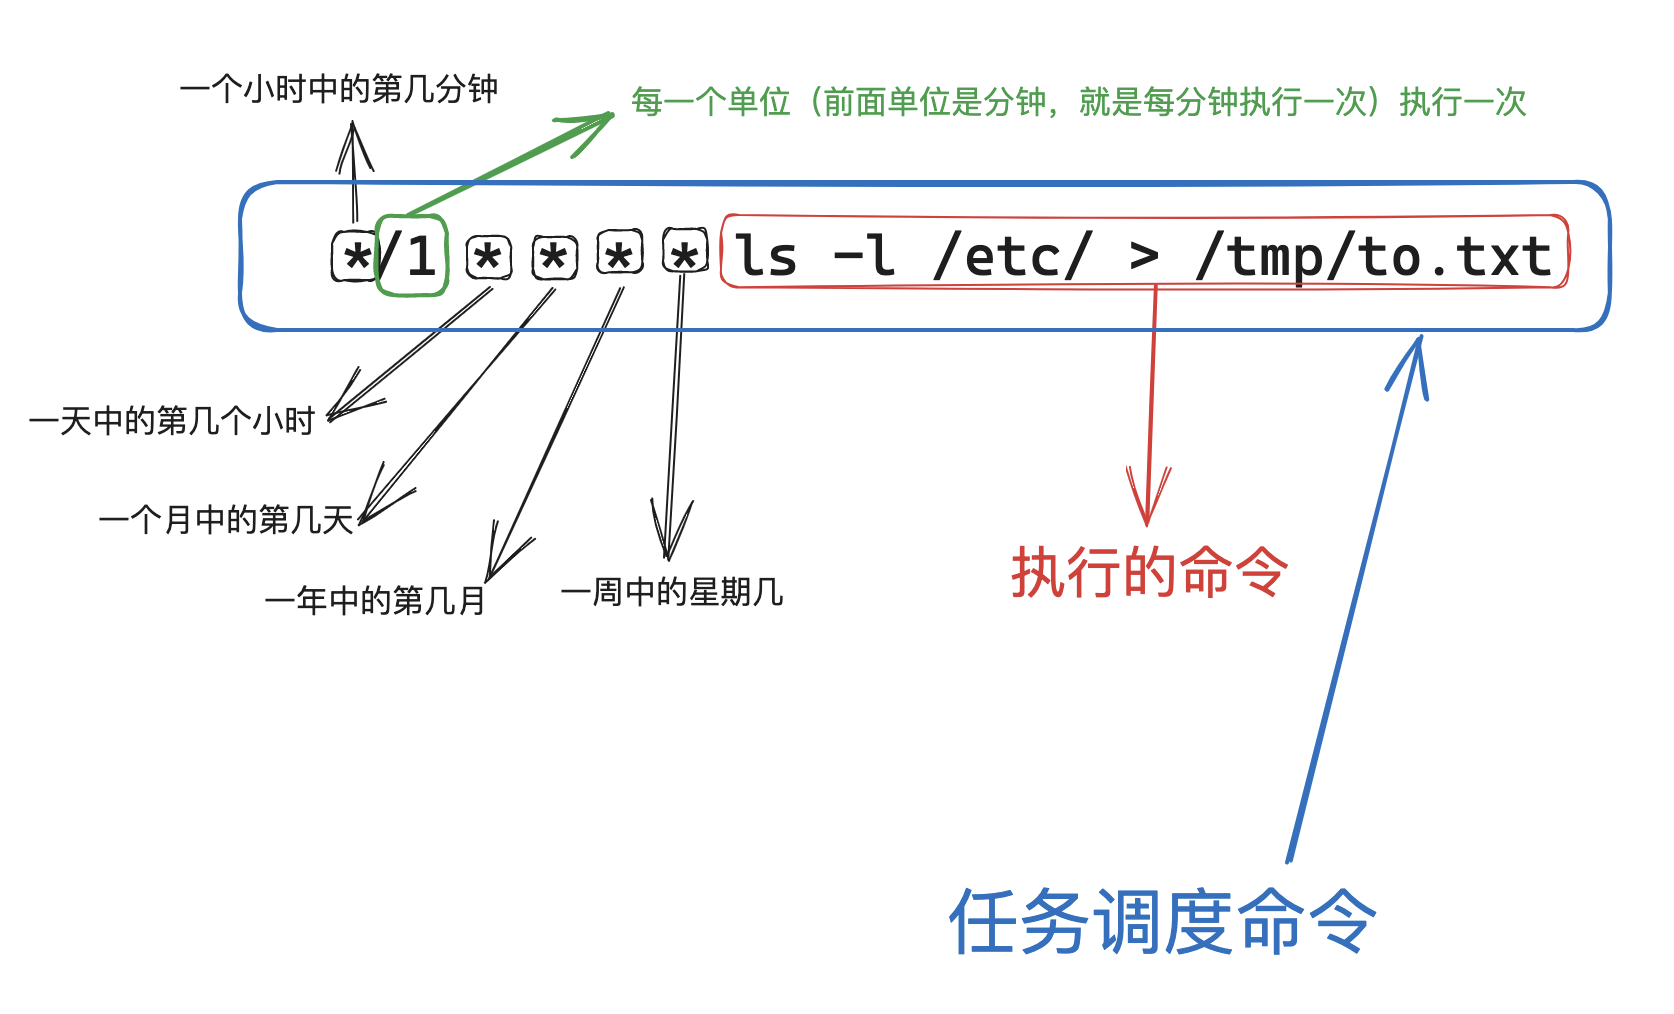 一个小时中的第几分钟
每一个单位（前面单位是分钟，就是每分钟执行一次）执行一次
*/1 * * * * ls -l /etc/ > /tmp/to.txt
一天中的第几个小时
一个月中的第几天
一年中的第几月
一周中的星期几
执行的命令
任务调度命令